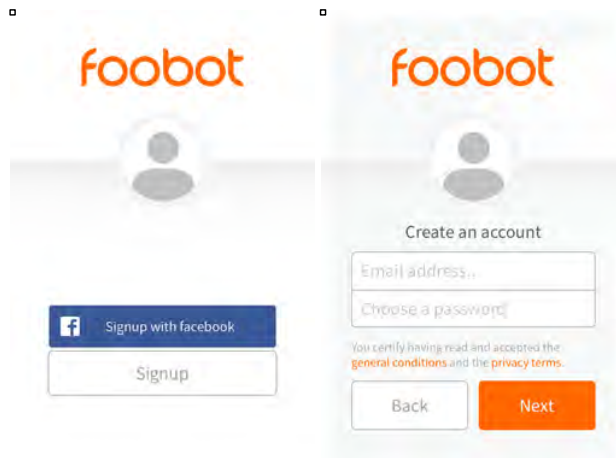 foobot
Signup with facebook
Signup
foobot
Create an account
Email address..
Choose a password
You certify having read and accepted the
general conditions and the privacy terms.
Back
Next